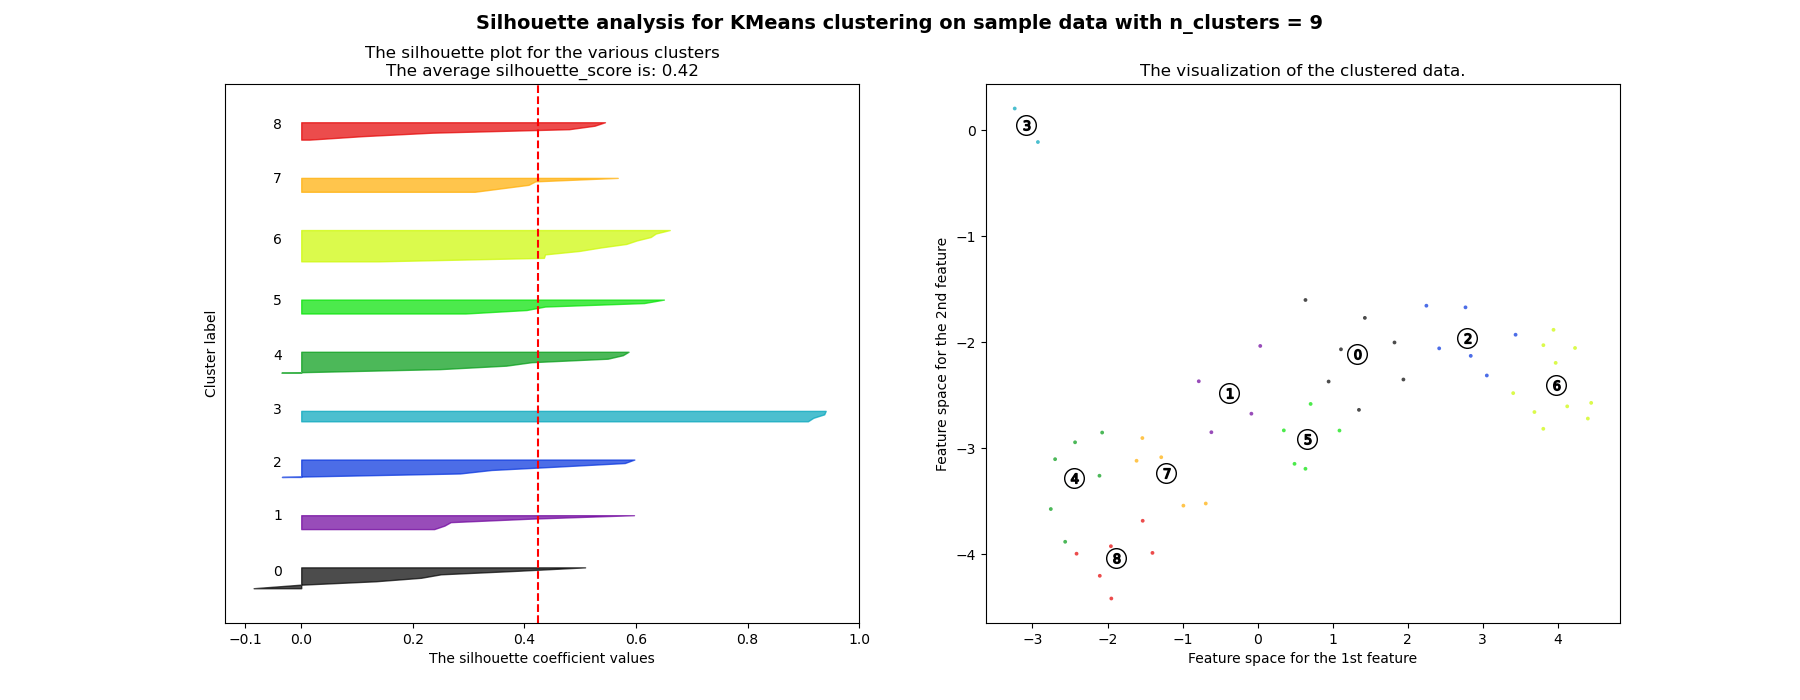 Silhouette analysis for KMeans clustering on sample data with n_clusters = 9
The silhouette plot for the various clusters
The average silhouette_score is: 0.42
8
7
6
5
4
3
2
1
0
Cluster label
−0.1 0.0 0.2 0.4 0.6 0.8 1.0
The silhouette coefficient values
The visualization of the clustered data.
0
−1
−2
−3
−4
Feature space for the 2nd feature
3
2
0
6
1
5
7
4
8
−3 −2 −1 0 1 2 3 4
Feature space for the 1st feature